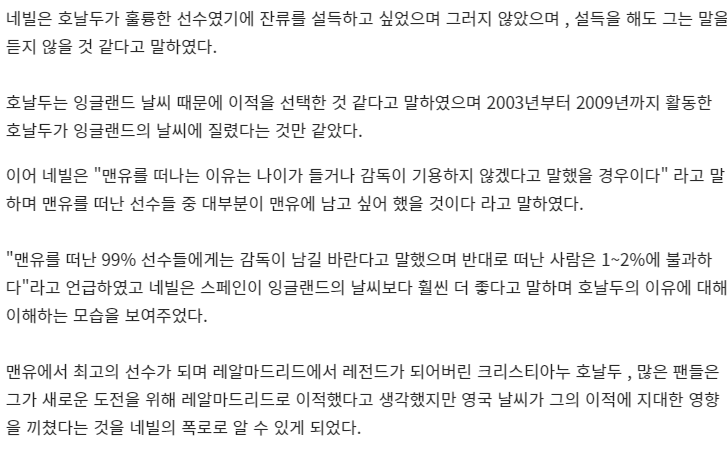 네빌은 호날두가 훌륭한 선수였기에 잔류를 설득하고 싶었으며 그러지 않았으며 , 설득을 해도 그는 말을
듣지 않을 것 같다고 말하였다.
호날두는 잉글랜드 날씨 때문에 이적을 선택한 것 같다고 말하였으며 2003년부터 2009년까지 활동한
호날두가 잉글랜드의 날씨에 질렸다는 것만 같았다.
이어 네빌은 "맨유를 떠나는 이유는 나이가 들거나 감독이 기용하지 않겠다고 말했을 경우이다" 라고 말
하며 맨유를 떠난 선수들 중 대부분이 맨유에 남고 싶어 했을 것이다 라고 말하였다.
"맨유를 떠난 99% 선수들에게는 감독이 남길 바란다고 말했으며 반대로 떠난 사람은 1~2%에 불과하
다"라고 언급하였고 네빌은 스페인이 잉글랜드의 날씨보다 훨씬 더 좋다고 말하며 호날두의 이유에 대해
이해하는 모습을 보여주었다.
맨유에서 최고의 선수가 되며 레알마드리드에서 레전드가 되어버린 크리스티아누 호날두 , 많은 팬들은
그가 새로운 도전을 위해 레알마드리드로 이적했다고 생각했지만 영국 날씨가 그의 이적에 지대한 영향
을 끼쳤다는 것을 네빌의 폭로로 알 수 있게 되었다.